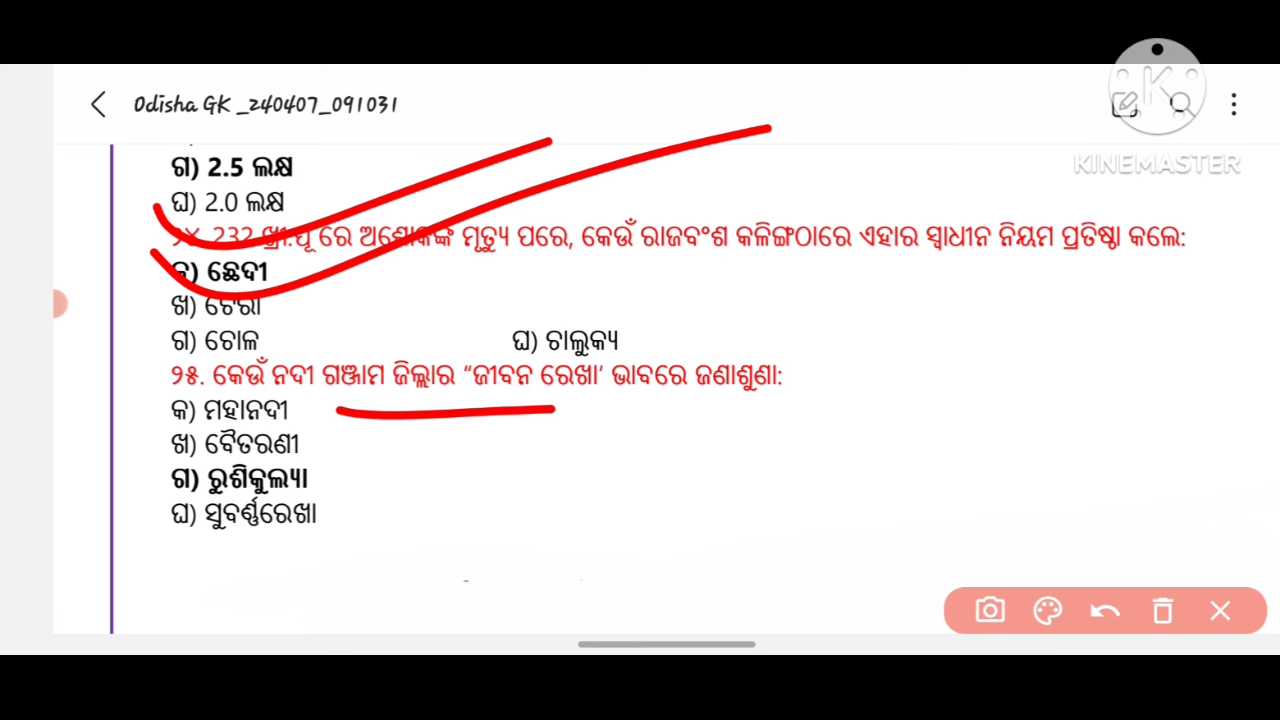 Odisha GK _240407_091031
KINEMASTER
ଗ) 2.5 ଲକ୍ଷ
ଘ) 2.0 ଲକ୍ଷ
232 ଖ୍ରୀ.ପୂ ରେ ଅଶୋକଙ୍କ ମୃତ୍ୟୁ ପରେ, କେଉଁ ରାଜବଂଶ କଳିଙ୍ଗଠାରେ ଏହାର ସ୍ୱାଧୀନ ନିୟମ ପ୍ରତିଷ୍ଠା କଲେ:
କ) ଛେଦୀ
ଖ) ଚେରା
ଗ) ଚୋଳ ଘ) ଚାଲୁକ୍ୟ
୨୫. କେଉଁ ନଦୀ ଗଞ୍ଜାମ ଜିଲ୍ଲାର “ଜୀବନ ରେଖା’ ଭାବରେ ଜଣାଶୁଣା:
କ) ମହାନଦୀ
ଖ) ବୈତରଣୀ
ଗ) ରୁଶିକୁଲ୍ୟା
ଘ) ସୁବର୍ଣ୍ଣରେଖା